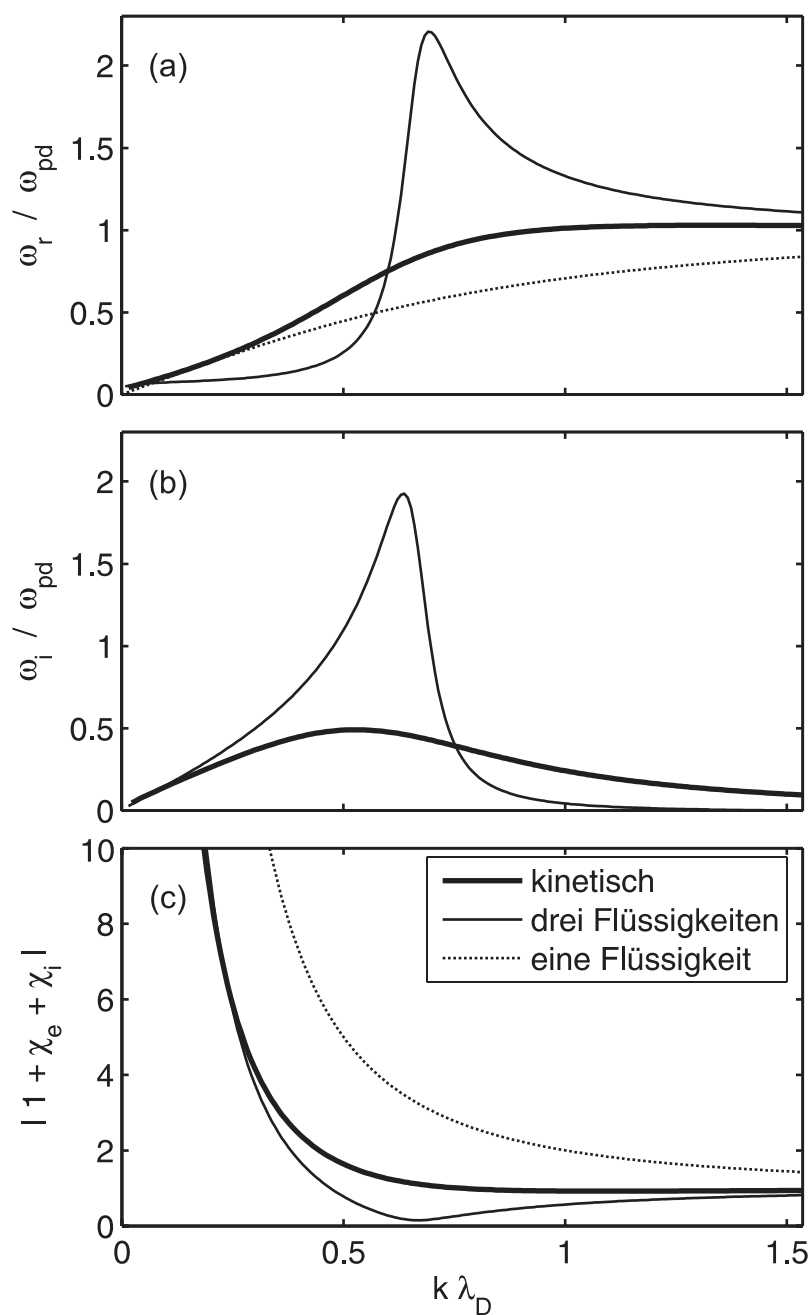 (a)
ω_r / ω_pd
2
1.5
1
0.5
0
(b)
ω_i / ω_pd
2
1.5
1
0.5
0
(c)
| 1 + χ_e + χ_i |
10
8
6
4
2
0
kinetisch
drei Flüssigkeiten
eine Flüssigkeit
0 0.5 1 1.5
k λ_D